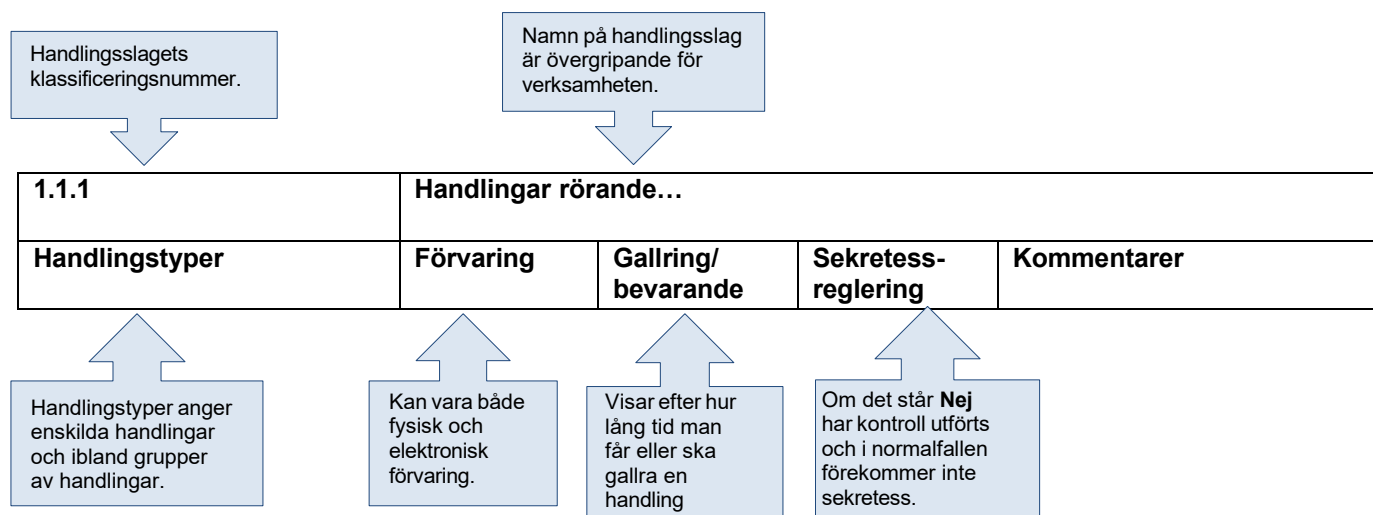 Handlingsslagets
klassificeringsnummer.
Namn på handlingsslag
är övergripande för
verksamheten.
1.1.1
Handlingar rörande…
Handlingstyper
Förvaring
Gallring/
bevarande
Sekretess-
reglering
Kommentarer
Handlingstyper anger
enskilda handlingar
och ibland grupper
av handlingar.
Kan vara både
fysisk och
elektronisk
förvaring.
Visar efter hur
lång tid man
får eller ska
gallra en
handling
Om det står Nej
har kontroll utförts
och i normalfallen
förekommer inte
sekretess.